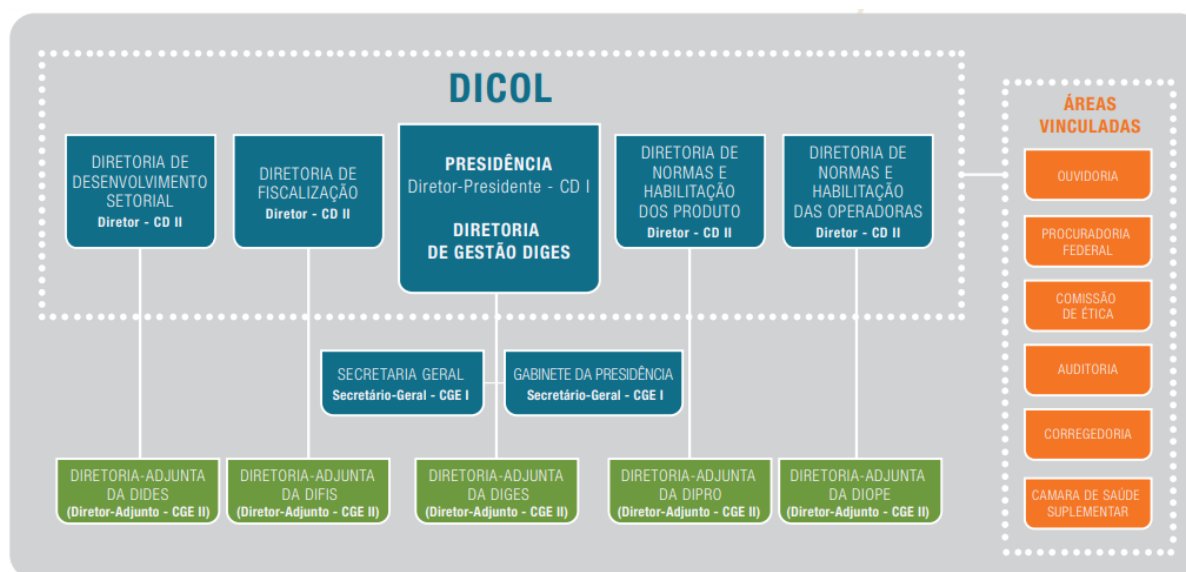 DICOL
DIRETORIA DE
DESENVOLVIMENTO
SETORIAL
Diretor - CD II
DIRETORIA DE
FISCALIZAÇÃO
Diretor - CD II
PRESIDÊNCIA
Diretor-Presidente - CD I
DIRETORIA
DE GESTÃO DIGES
DIRETORIA DE
NORMAS E
HABILITAÇÃO
DOS PRODUTO
Diretor - CD II
DIRETORIA DE
NORMAS E
HABILITAÇÃO
DAS OPERADORAS
Diretor - CD II
SECRETARIA GERAL
Secretário-Geral - CGE I
GABINETE DA PRESIDÊNCIA
Secretário-Geral - CGE I
DIRETORIA-ADJUNTA
DA DIDES
(Diretor-Adjunto - CGE II)
DIRETORIA-ADJUNTA
DA DIFIS
(Diretor-Adjunto - CGE II)
DIRETORIA-ADJUNTA
DA DIGES
(Diretor-Adjunto - CGE II)
DIRETORIA-ADJUNTA
DA DIPRO
(Diretor-Adjunto - CGE II)
DIRETORIA-ADJUNTA
DA DIOPE
(Diretor-Adjunto - CGE II)
ÁREAS
VINCULADAS
OUVIDORIA
PROCURADORIA
FEDERAL
COMISSÃO
DE ÉTICA
AUDITORIA
CORREGEDORIA
CAMARA DE SAÚDE
SUPLEMENTAR